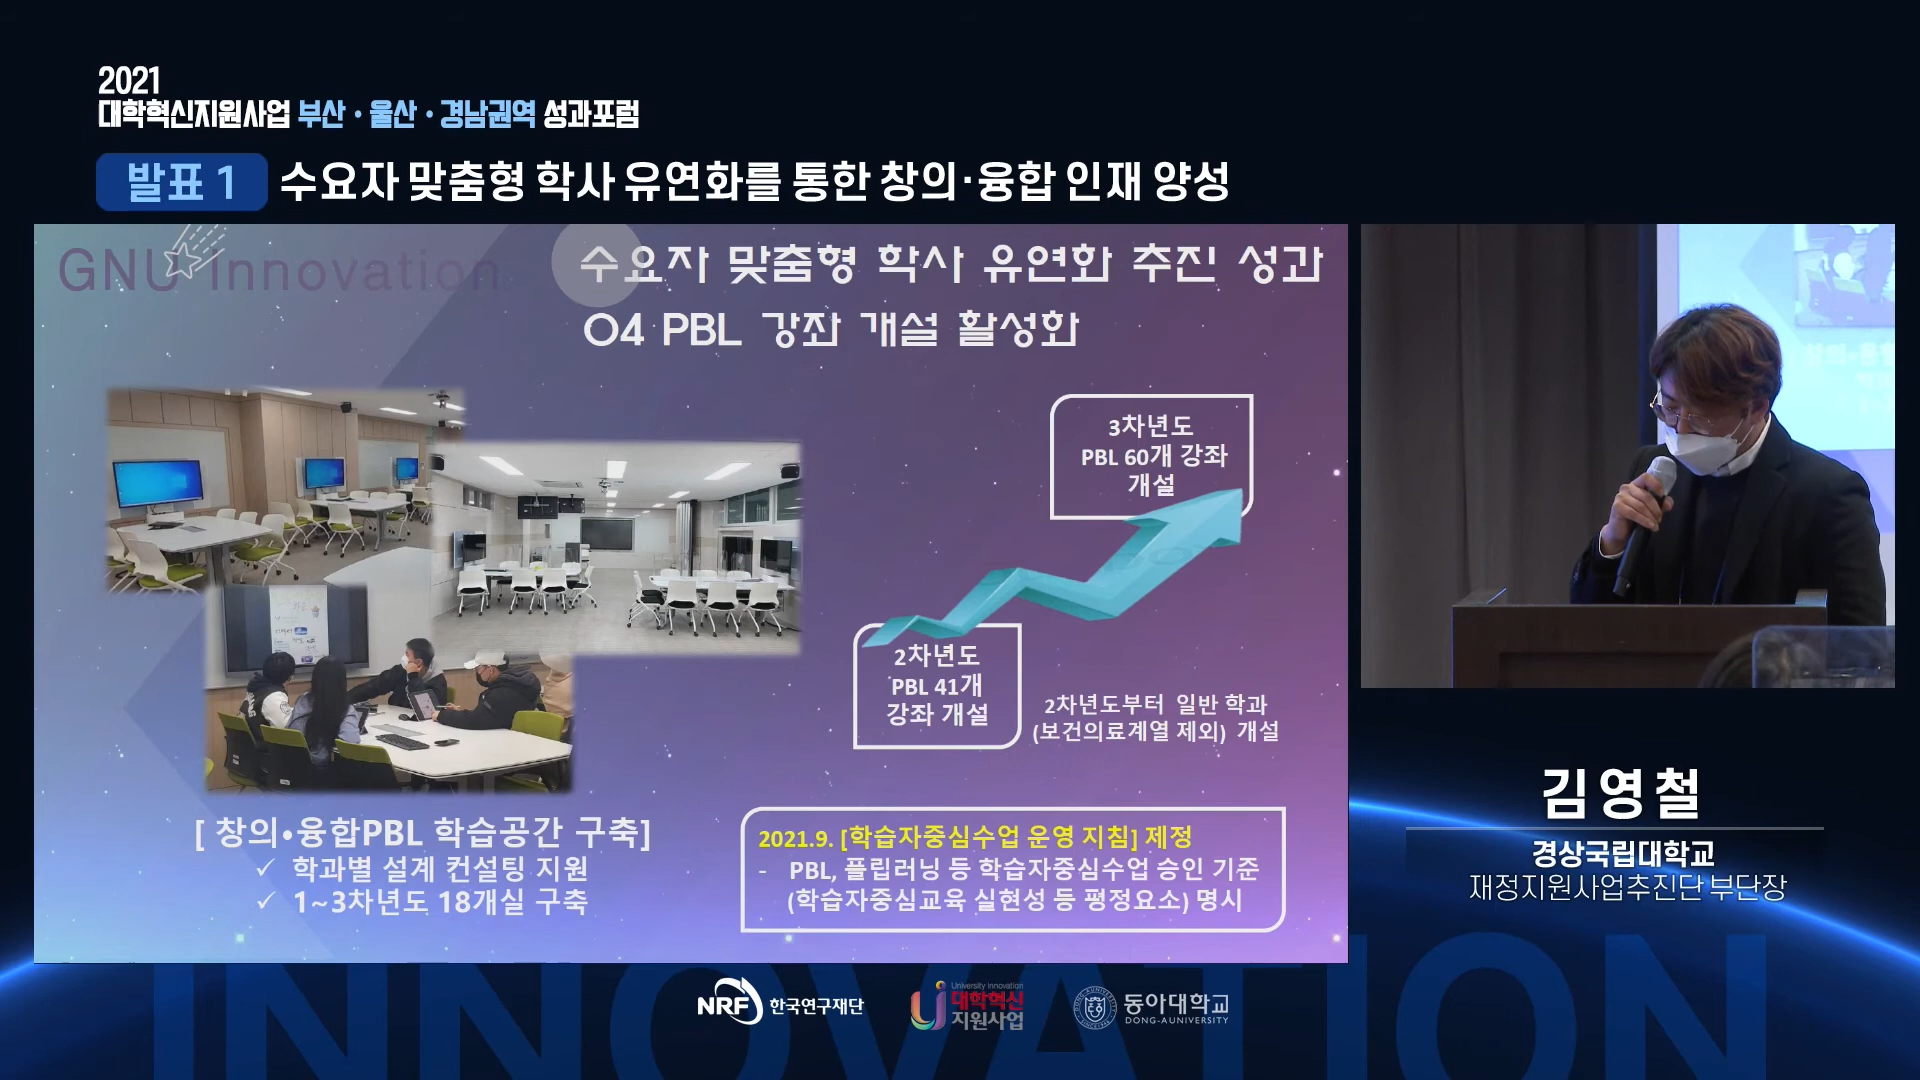 2021
대학혁신지원사업 부산·울산·경남권역 성과포럼
발표 1 수요자 맞춤형 학사 유연화를 통한 창의·융합 인재 양성
GNU Innovation
수요자 맞춤형 학사 유연화 추진 성과
04 PBL 강좌 개설 활성화
3차년도
PBL 60개 강좌
개설
2차년도
PBL 41개
강좌 개설
2차년도부터 일반 학과
(보건의료계열 제외) 개설
[ 창의•융합PBL 학습공간 구축]
✓ 학과별 설계 컨설팅 지원
✓ 1~3차년도 18개실 구축
2021.9. [학습자중심수업 운영 지침] 제정
- PBL, 플립러닝 등 학습자중심수업 승인 기준
(학습자중심교육 실현성 등 평정요소) 명시
김영철
경상국립대학교
재정지원사업추진단 부단장
INNOVATION
NRF 한국연구재단
University Innovation
대학혁신
지원사업
동아대학교
DONG-A UNIVERSITY